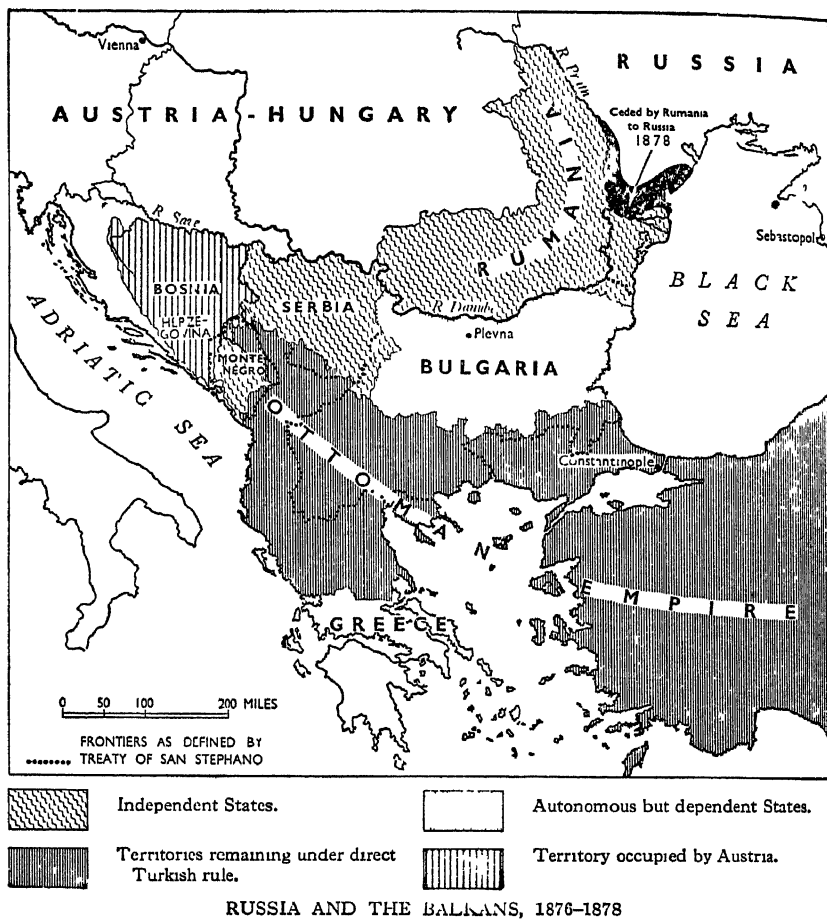 Vienna
RUSSIA
R Pruth
AUSTRIA-HUNGARY
Ceded by Rumania
to Russia
1878
RUMANIA
Sebastopol
R Save
BOSNIA
HERZE-
GOVINA
SERBIA
R Danube
BLACK
SEA
Plevna
MONTE
NEGRO
BULGARIA
ADRIATIC SEA
Constantinople
OTTOMAN
EMPIRE
GREECE
0 50 100 200 MILES
FRONTIERS AS DEFINED BY
TREATY OF SAN STEPHANO
Independent States.
Autonomous but dependent States.
Territories remaining under direct
Turkish rule.
Territory occupied by Austria.
RUSSIA AND THE BALKANS, 1876–1878